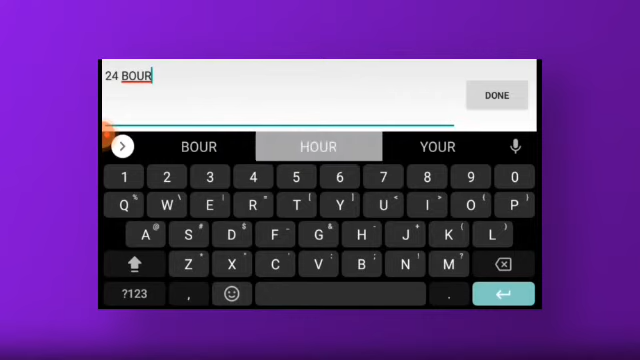 24 BOUR
DONE
BOUR HOUR YOUR
1 2 3 4 5 6 7 8 9 0
Q W E R T Y U I O P
A S D F G H J K L
Z X C V B N M
?123 , .